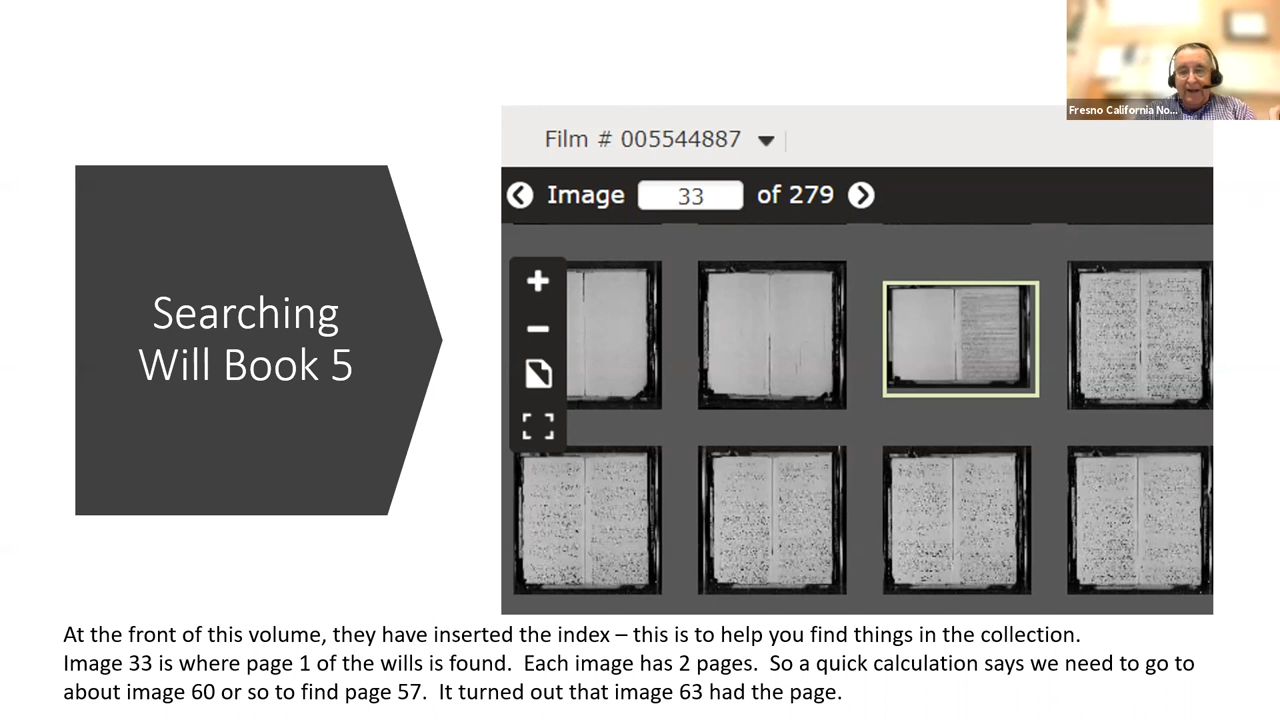 Fresno California No...
Film # 005544887
Image 33 of 279
Searching
Will Book 5
At the front of this volume, they have inserted the index – this is to help you find things in the collection.
Image 33 is where page 1 of the wills is found.  Each image has 2 pages.  So a quick calculation says we need to go to
about image 60 or so to find page 57.  It turned out that image 63 had the page.